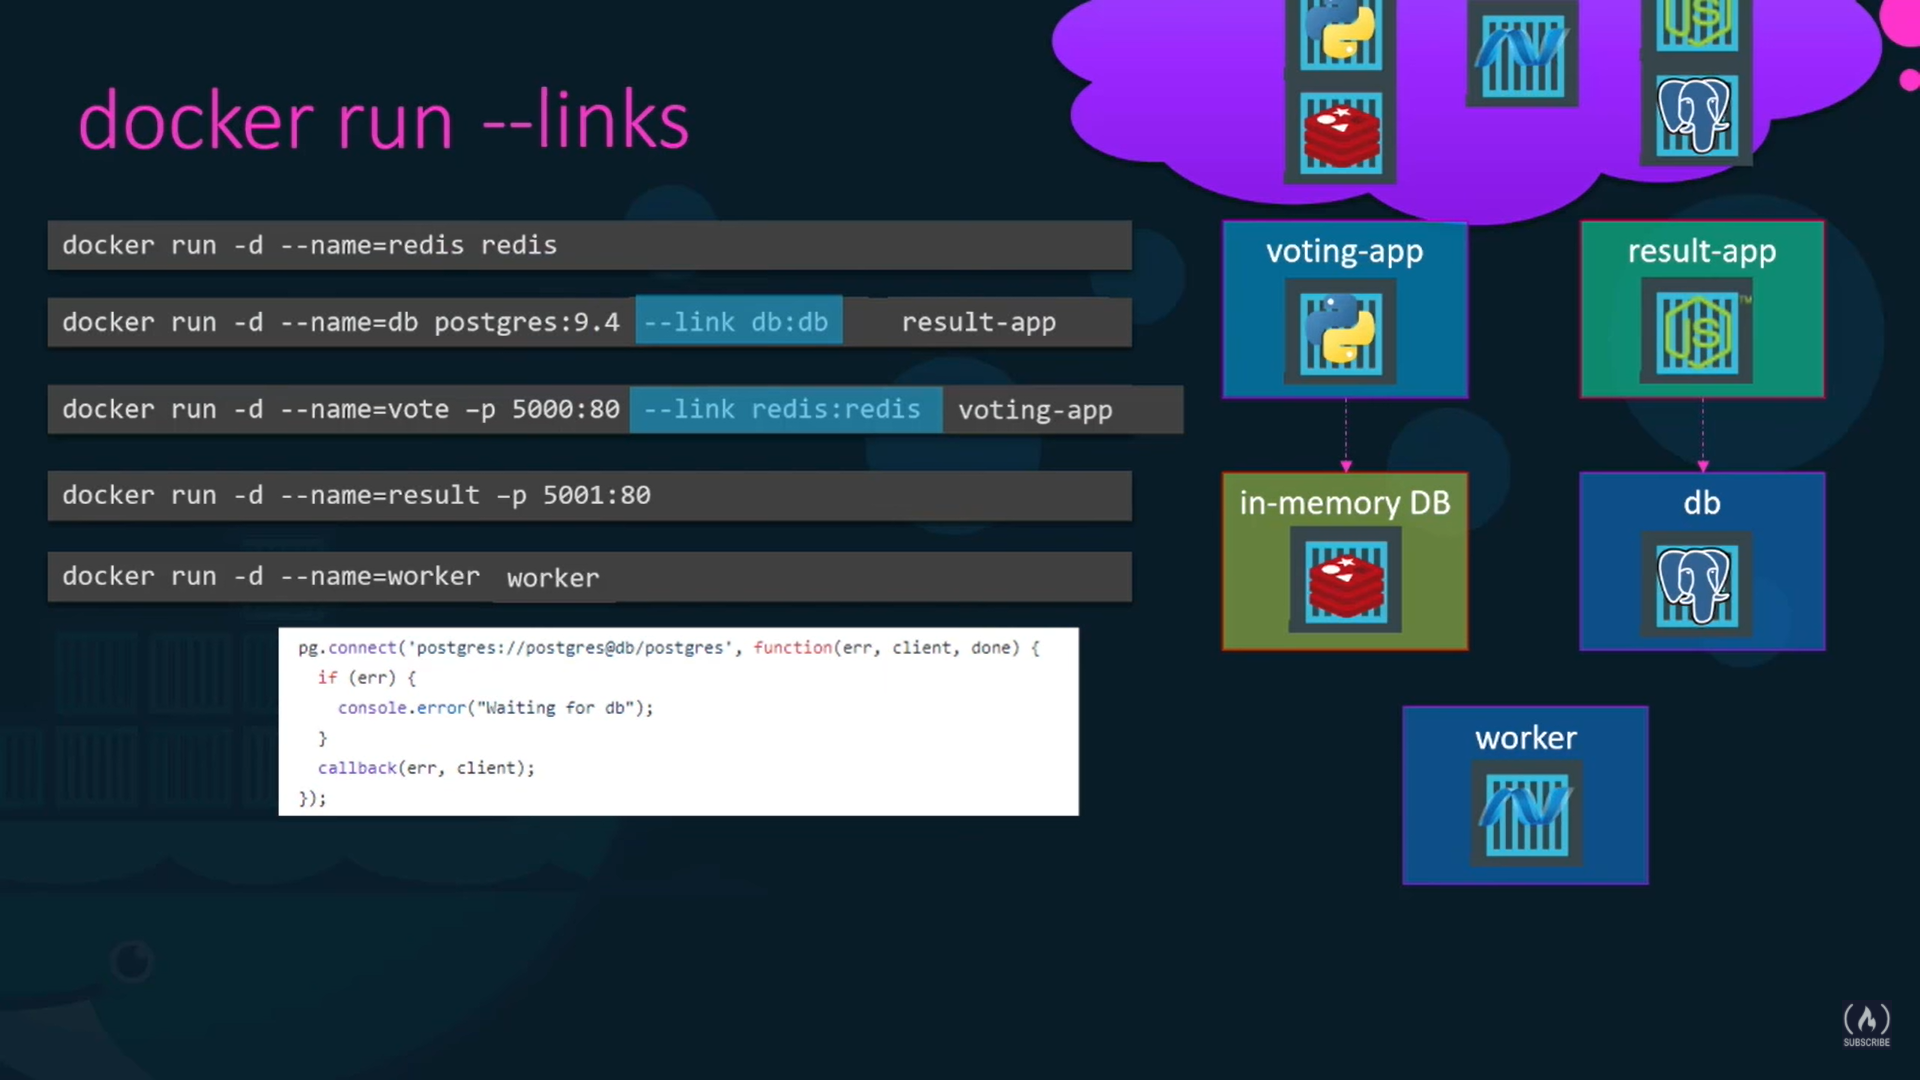 docker run --links
docker run -d --name=redis redis
docker run -d --name=db postgres:9.4 --link db:db result-app
docker run -d --name=vote –p 5000:80 --link redis:redis voting-app
docker run -d --name=result –p 5001:80
docker run -d --name=worker worker
pg.connect('postgres://postgres@db/postgres', function(err, client, done) {
if (err) {
console.error("Waiting for db");
}
callback(err, client);
});
JS
voting-app
result-app
JS
TM
in-memory DB
db
worker
SUBSCRIBE